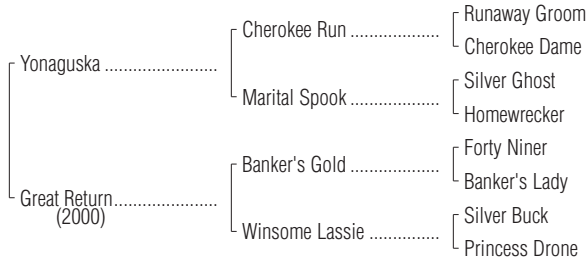 Runaway Groom
Cherokee Run ....................
Cherokee Dame
Yonaguska .........................
Silver Ghost
Marital Spook ....................
Homewrecker
Forty Niner
Banker's Gold ....................
Banker's Lady
Great Return.......................
(2000)
Silver Buck
Winsome Lassie ................
Princess Drone